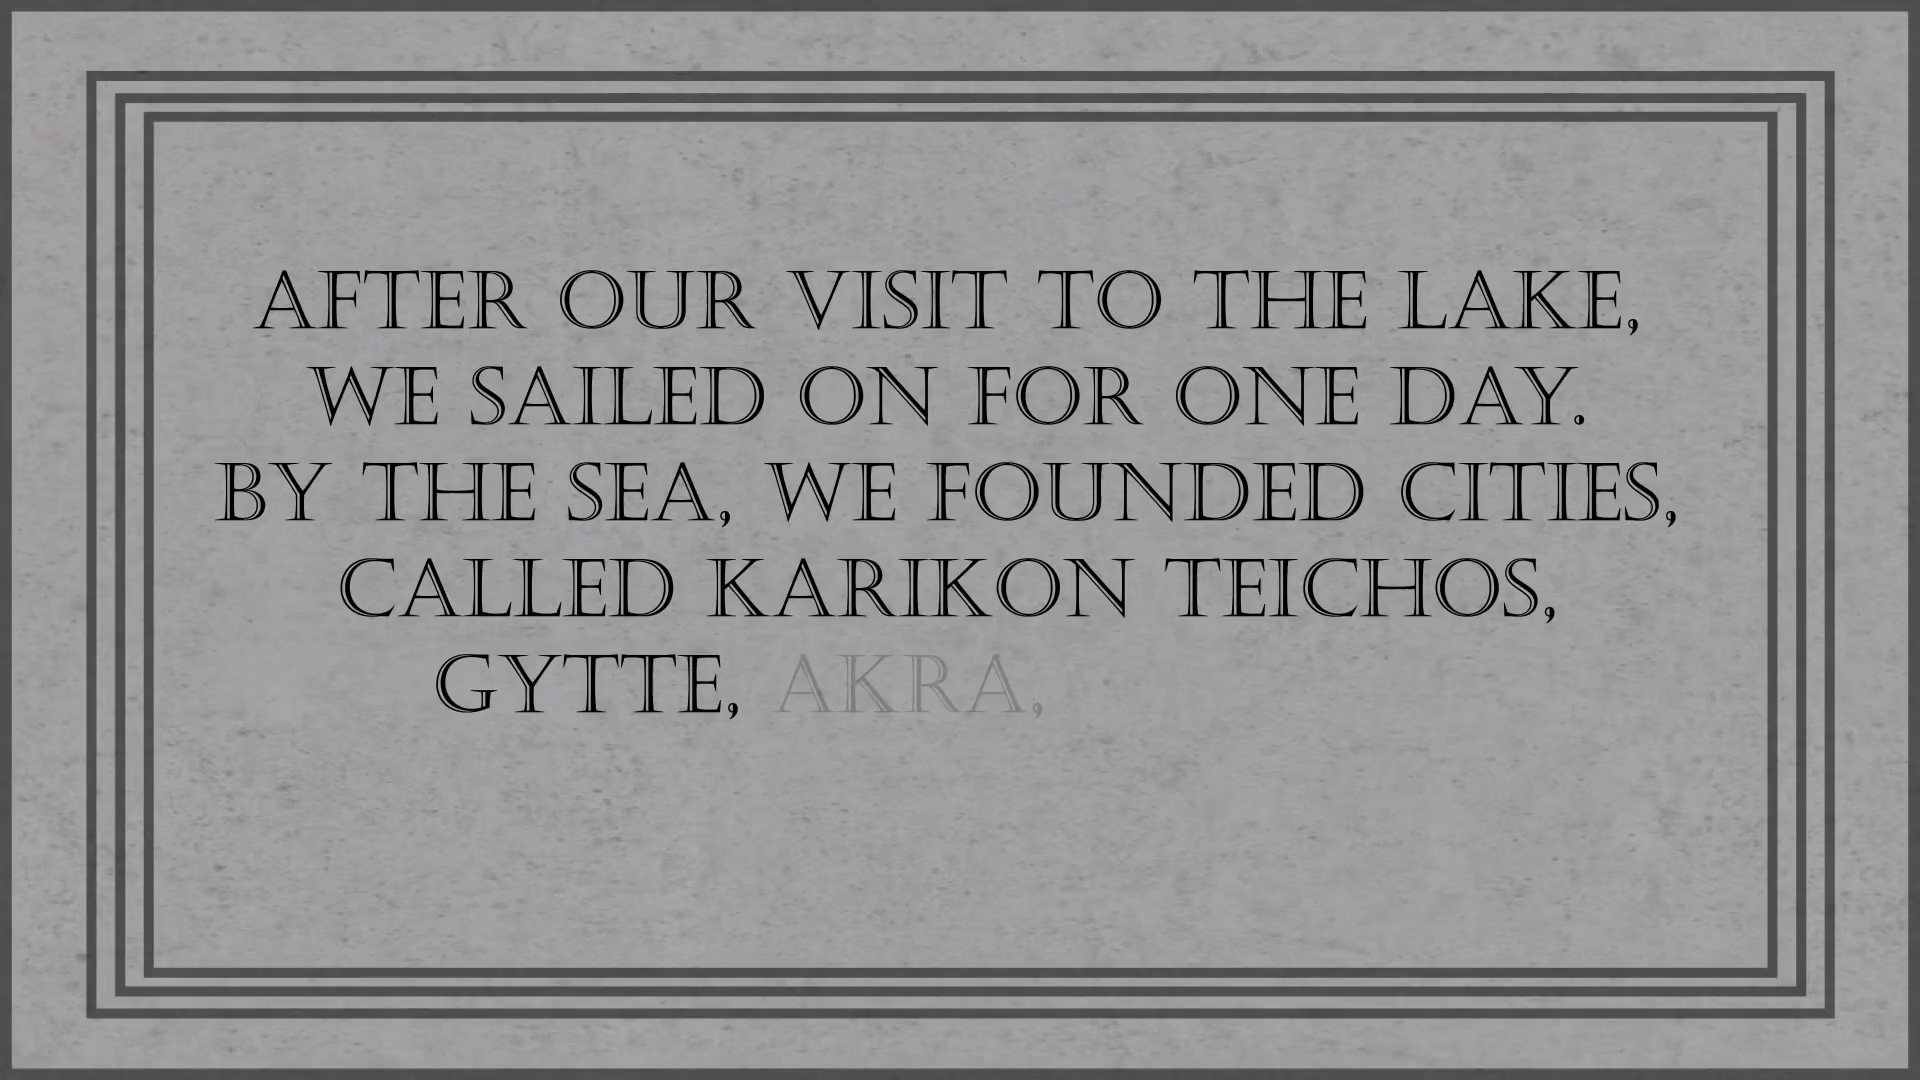 AFTER OUR VISIT TO THE LAKE,
WE SAILED ON FOR ONE DAY.
BY THE SEA, WE FOUNDED CITIES,
CALLED KARIKON TEICHOS,
GYTTE, AKRA,